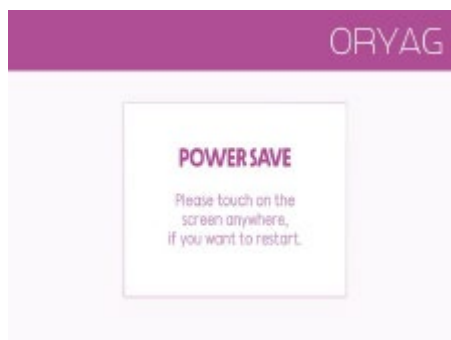 ORYAG
POWER SAVE
Please touch on the
screen anywhere,
if you want to restart.